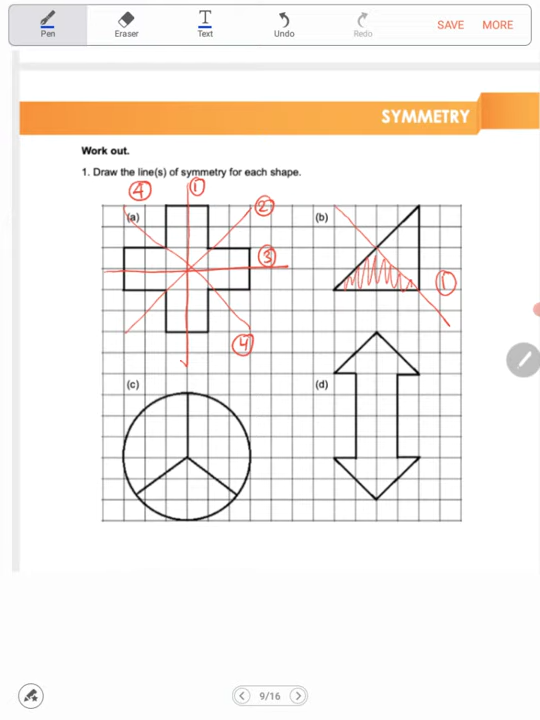 Pen
Eraser
Text
Undo
Redo
SAVE
MORE
SYMMETRY
Work out.
1. Draw the line(s) of symmetry for each shape.
④ ① ②
(a) (b)
③
①
④
(c) (d)
9/16